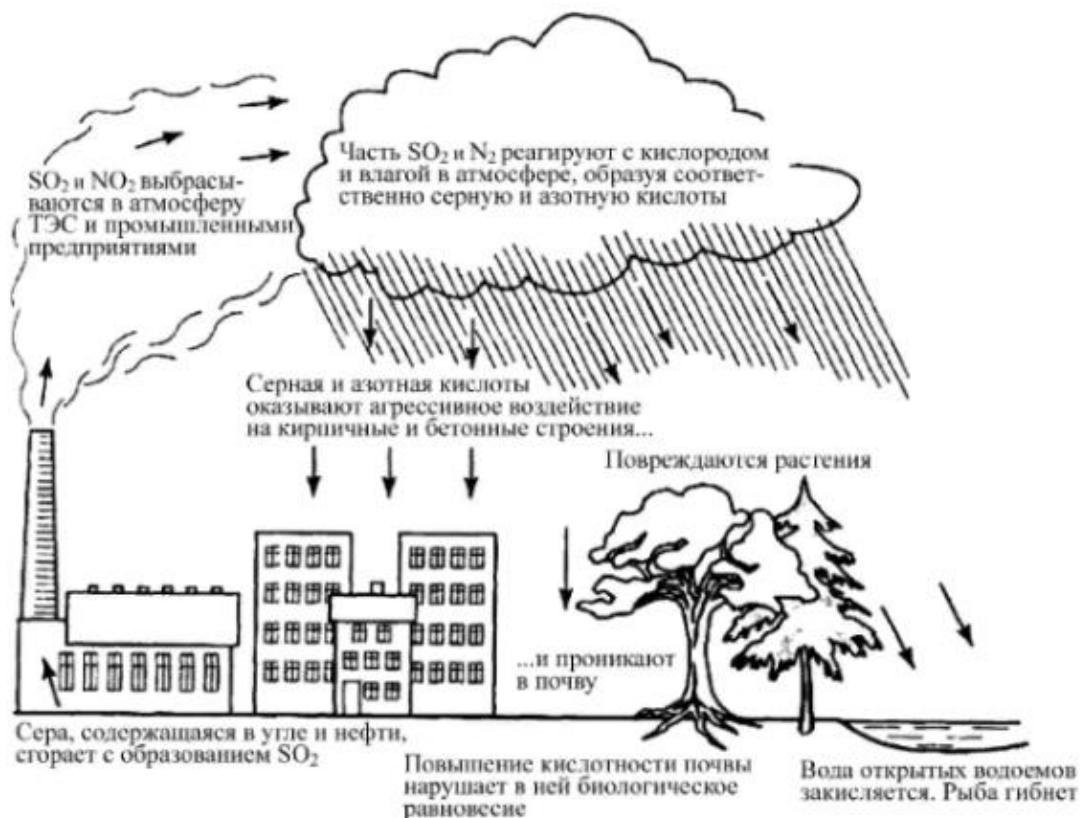 SO₂ и NO₂ выбрасы-
ваются в атмосферу
ТЭС и промышленными
предприятиями
Часть SO₂ и N₂ реагируют с кислородом
и влагой в атмосфере, образуя соответ-
ственно серную и азотную кислоты
Серная и азотная кислоты
оказывают агрессивное воздействие
на кирпичные и бетонные строения...
Повреждаются растения
...и проникают
в почву
Сера, содержащаяся в угле и нефти,
сгорает с образованием SO₂
Повышение кислотности почвы
нарушает в ней биологическое
равновесие
Вода открытых водоемов
закисляется. Рыба гибнет